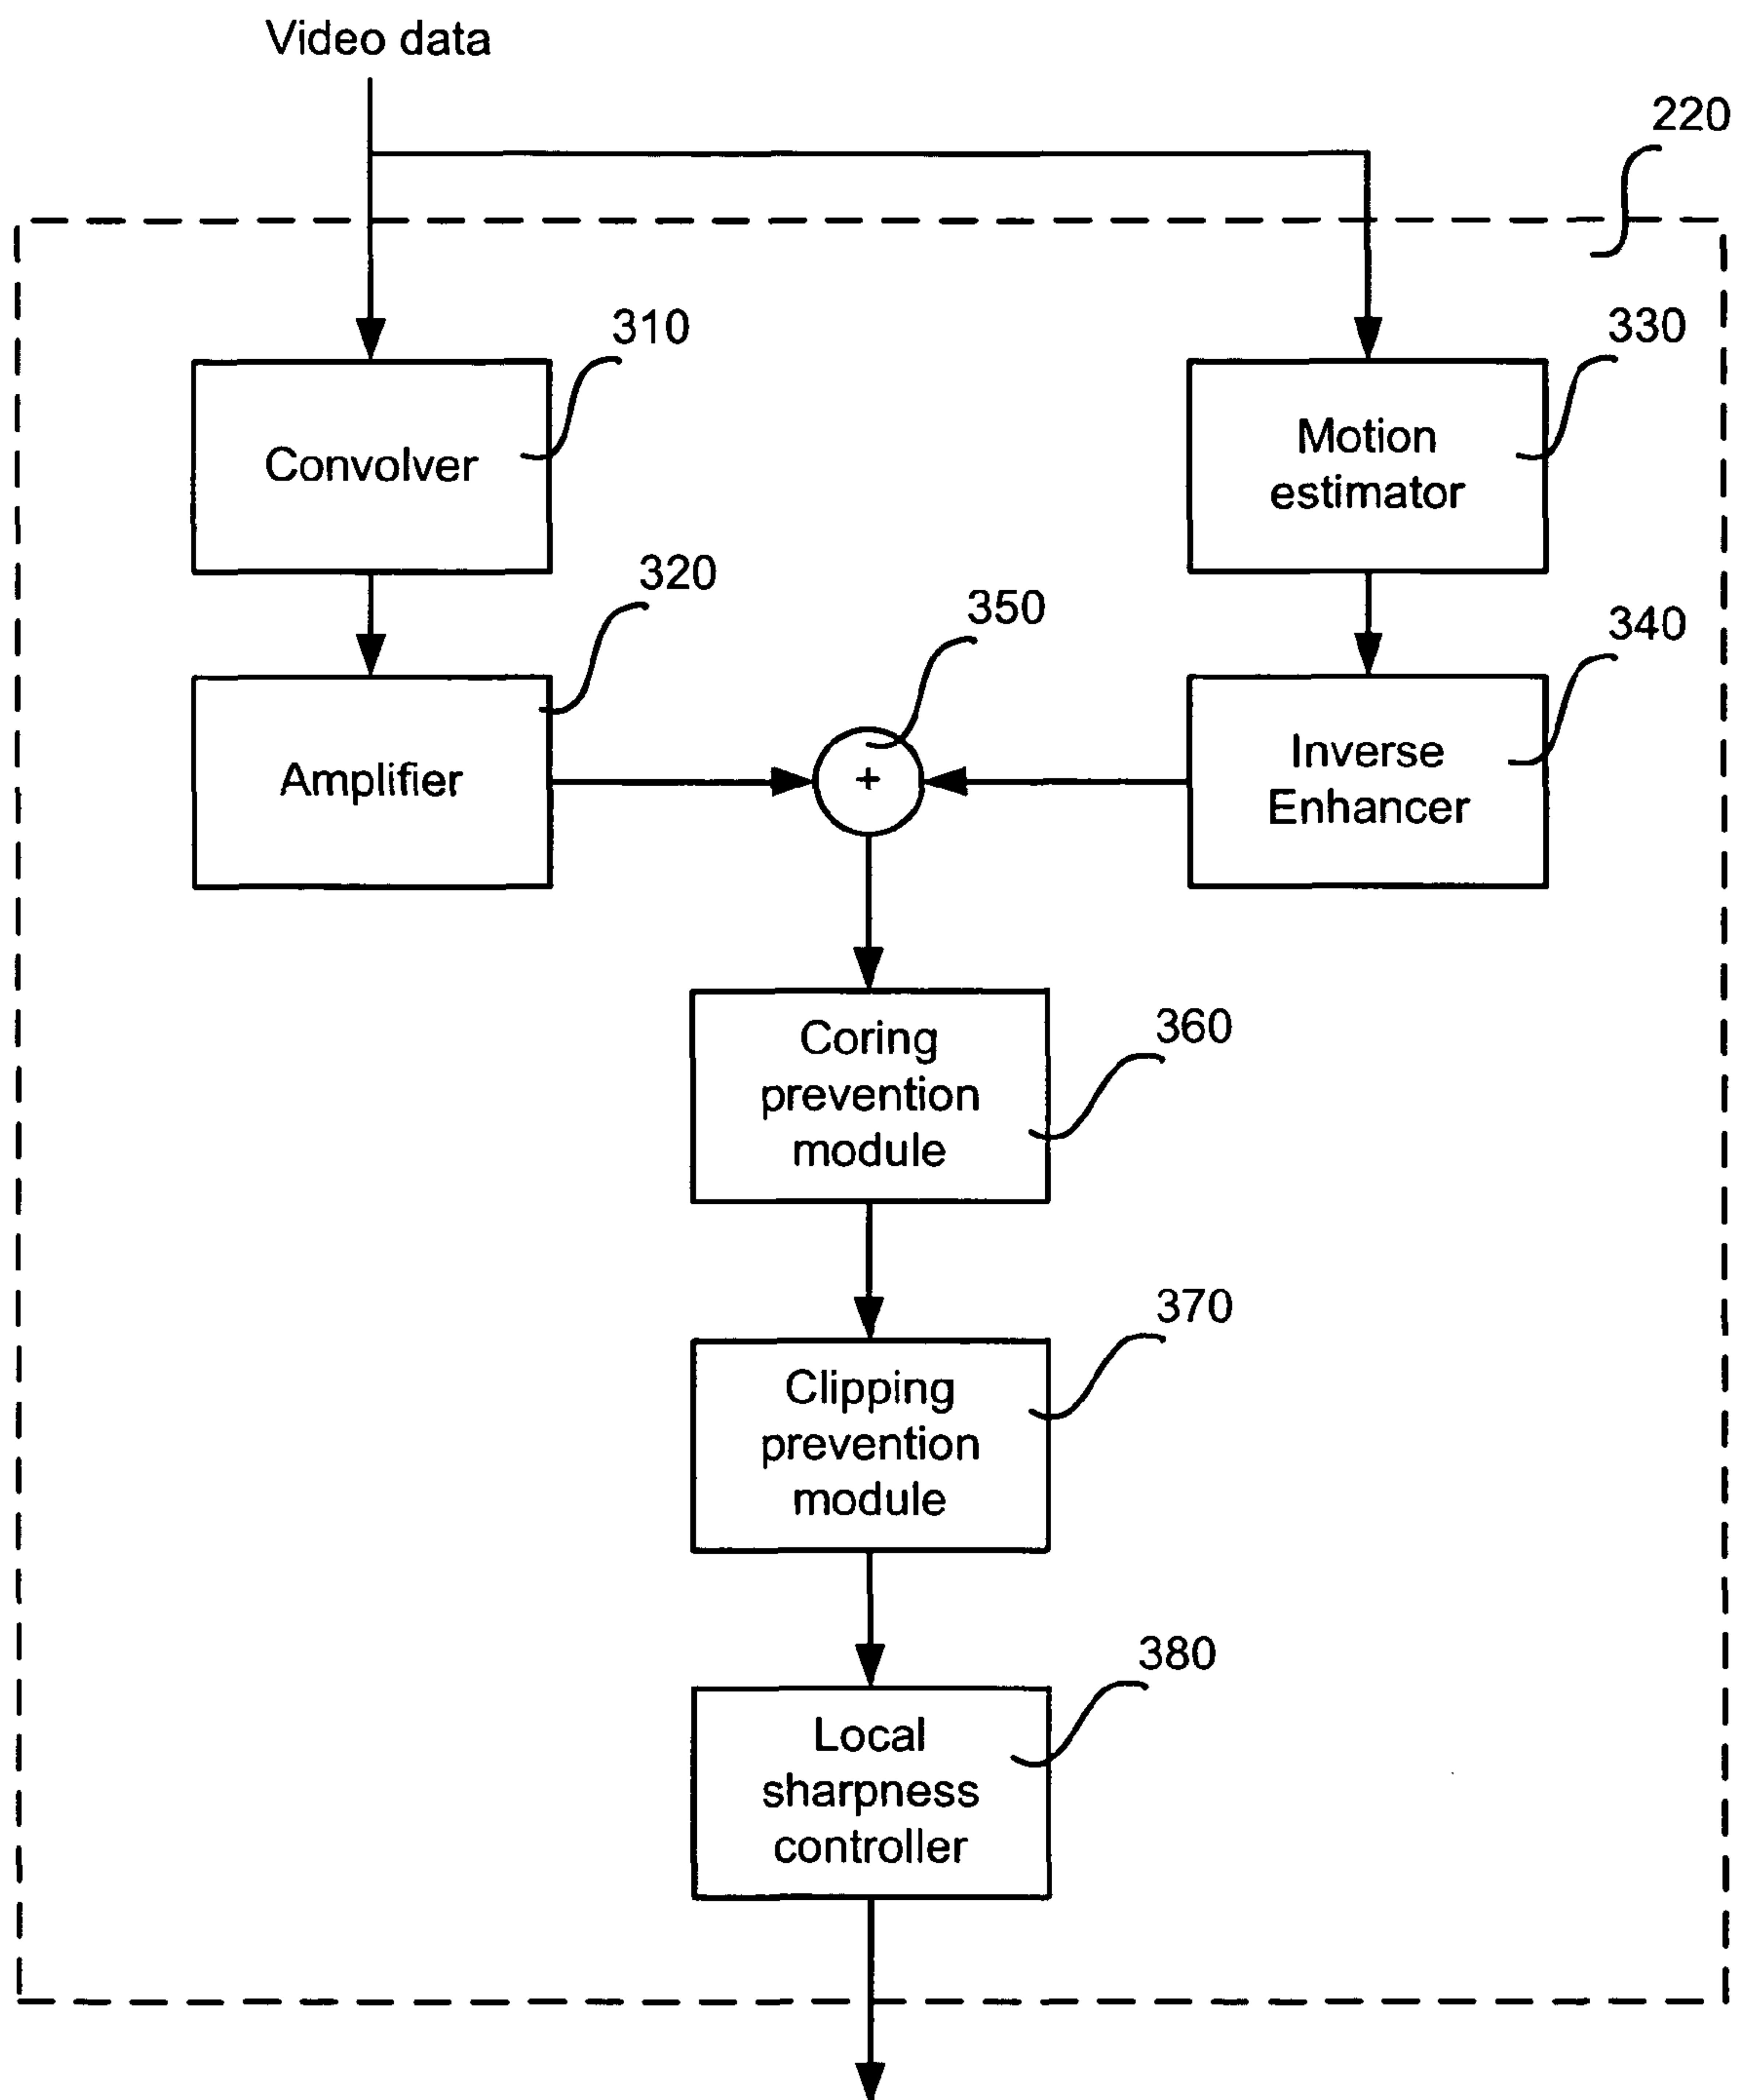 Video data
220
310
330
Convolver
Motion
estimator
320
350
340
Amplifier
+
Inverse
Enhancer
360
Coring
prevention
module
370
Clipping
prevention
module
380
Local
sharpness
controller